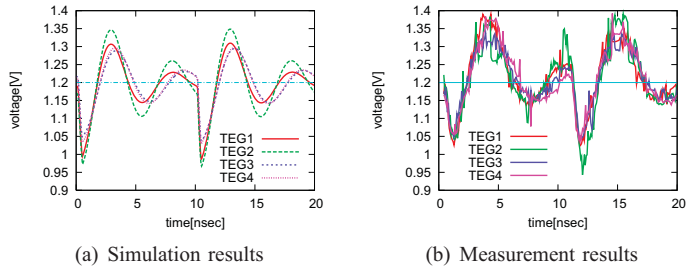 1.4
1.35
1.3
1.25
1.2
1.15
1.1
1.05
1
0.95
0.9
voltage[V]
TEG1
TEG2
TEG3
TEG4
0 5 10 15 20
time[nsec]
(a) Simulation results
1.4
1.35
1.3
1.25
1.2
1.15
1.1
1.05
1
0.95
0.9
voltage[V]
TEG1
TEG2
TEG3
TEG4
0 5 10 15 20
time[nsec]
(b) Measurement results